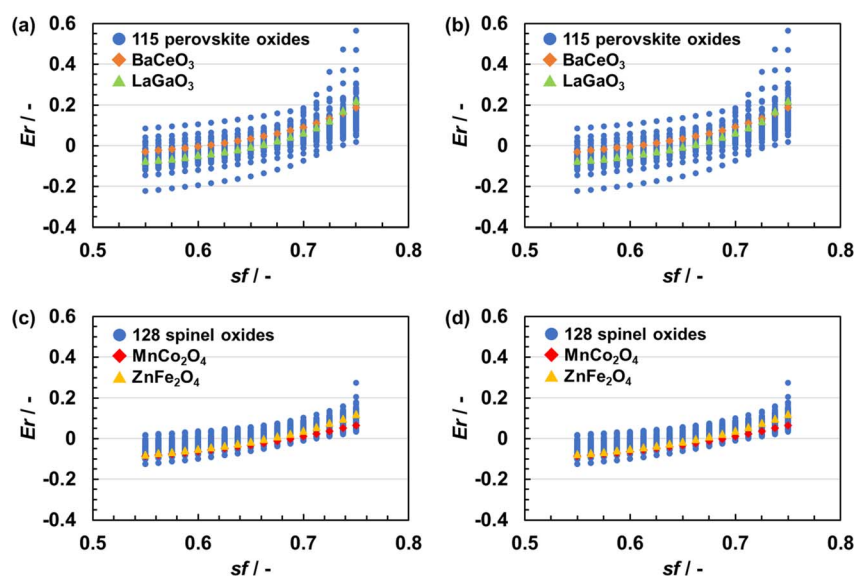 (a)
0.6
115 perovskite oxides
BaCeO₃
LaGaO₃
0.4
0.2
0
-0.2
-0.4
Er / -
0.5 0.6 0.7 0.8
sf / -
(b)
0.6
115 perovskite oxides
BaCeO₃
LaGaO₃
0.4
0.2
0
-0.2
-0.4
Er / -
0.5 0.6 0.7 0.8
sf / -
(c)
0.6
128 spinel oxides
MnCo₂O₄
ZnFe₂O₄
0.4
0.2
0
-0.2
-0.4
Er / -
0.5 0.6 0.7 0.8
sf / -
(d)
0.6
128 spinel oxides
MnCo₂O₄
ZnFe₂O₄
0.4
0.2
0
-0.2
-0.4
Er / -
0.5 0.6 0.7 0.8
sf / -